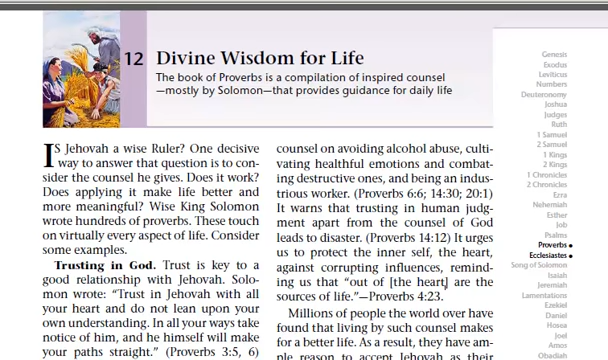 12 Divine Wisdom for Life
The book of Proverbs is a compilation of inspired counsel
—mostly by Solomon—that provides guidance for daily life
IS Jehovah a wise Ruler? One decisive
way to answer that question is to con-
sider the counsel he gives. Does it work?
Does applying it make life better and
more meaningful? Wise King Solomon
wrote hundreds of proverbs. These touch
on virtually every aspect of life. Consider
some examples.
Trusting in God. Trust is key to a
good relationship with Jehovah. Solo-
mon wrote: “Trust in Jehovah with all
your heart and do not lean upon your
own understanding. In all your ways take
notice of him, and he himself will make
your paths straight.” (Proverbs 3:5, 6)
counsel on avoiding alcohol abuse, culti-
vating healthful emotions and combat-
ing destructive ones, and being an indus-
trious worker. (Proverbs 6:6; 14:30; 20:1)
It warns that trusting in human judg-
ment apart from the counsel of God
leads to disaster. (Proverbs 14:12) It urges
us to protect the inner self, the heart,
against corrupting influences, remind-
ing us that “out of [the heart] are the
sources of life.”—Proverbs 4:23.
Millions of people the world over have
found that living by such counsel makes
for a better life. As a result, they have am-
ple reason to accept Jehovah as their
Genesis
Exodus
Leviticus
Numbers
Deuteronomy
Joshua
Judges
Ruth
1 Samuel
2 Samuel
1 Kings
2 Kings
1 Chronicles
2 Chronicles
Ezra
Nehemiah
Esther
Job
Psalms
Proverbs •
Ecclesiastes •
Song of Solomon
Isaiah
Jeremiah
Lamentations
Ezekiel
Daniel
Hosea
Joel
Amos
Obadiah